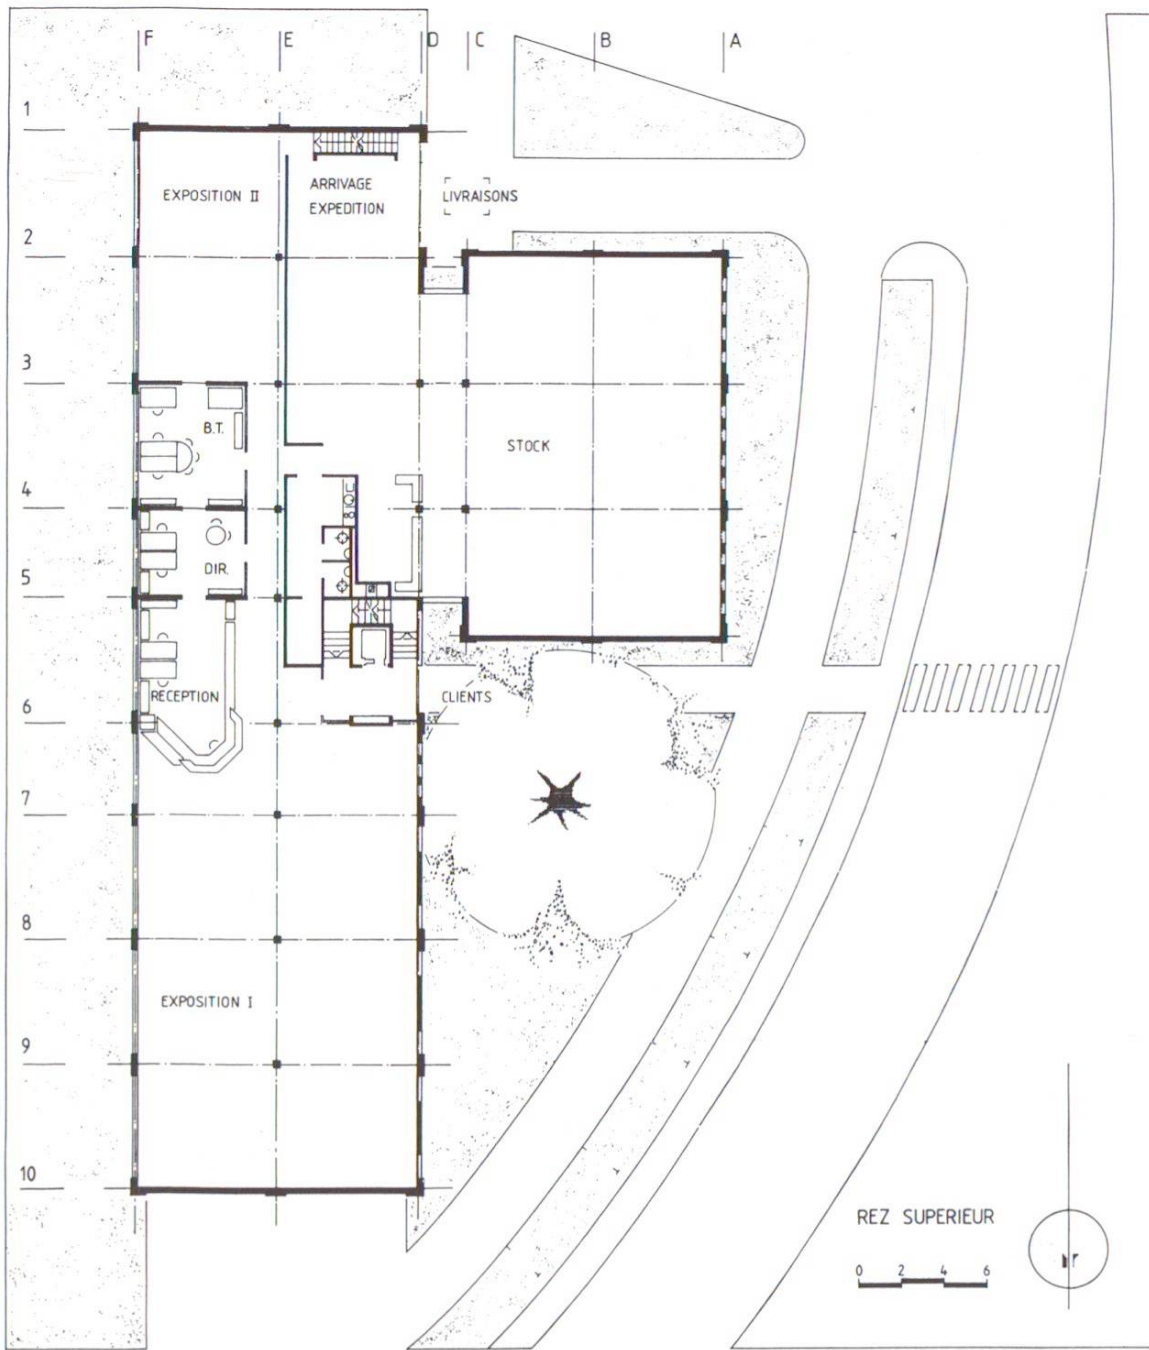 F E D C B A
1
EXPOSITION II
ARRIVAGE
EXPEDITION
LIVRAISONS
2
3
B.T.
STOCK
4
DIR.
5
RECEPTION
CLIENTS
6
7
8
EXPOSITION I
9
10
REZ SUPERIEUR
0 2 4 6